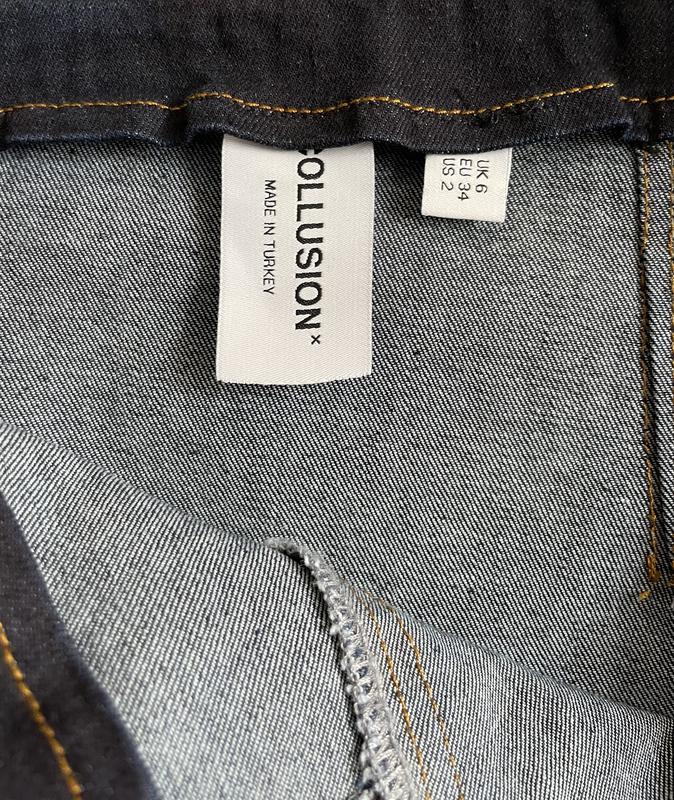 COLLUSION×
MADE IN TURKEY
UK 6
EU 34
US 2